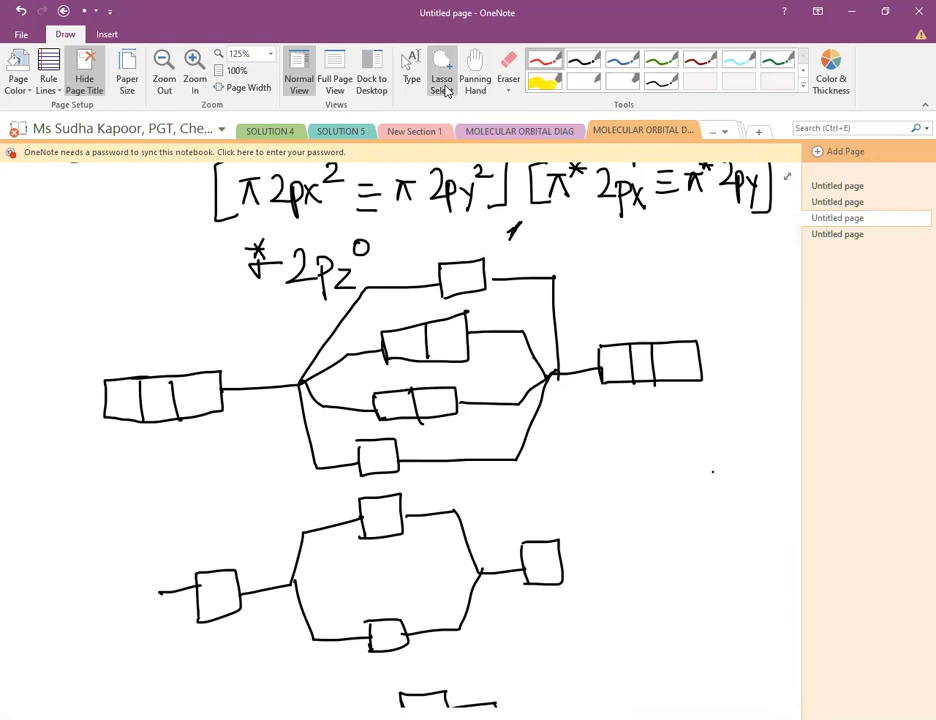 Untitled page - OneNote
?
File Draw Insert
125%
100%
Page Width
Page Color
Rule Lines
Hide Page Title
Paper Size
Zoom Out
Zoom In
Normal View
Full Page View
Dock to Desktop
Type
Lasso Select
Panning Hand
Eraser
Color & Thickness
Page Setup Zoom Views Tools
Ms Sudha Kapoor, PGT, Che... SOLUTION 4 SOLUTION 5 New Section 1 MOLECULAR ORBITAL DIAG MOLECULAR ORBITAL D... ... + Search (Ctrl+E)
OneNote needs a password to sync this notebook. Click here to enter your password.
Add Page
Untitled page
Untitled page
Untitled page
Untitled page
[π 2px² ≡ π 2py²] [π* 2px ≡ π* 2py]
2pz⁰